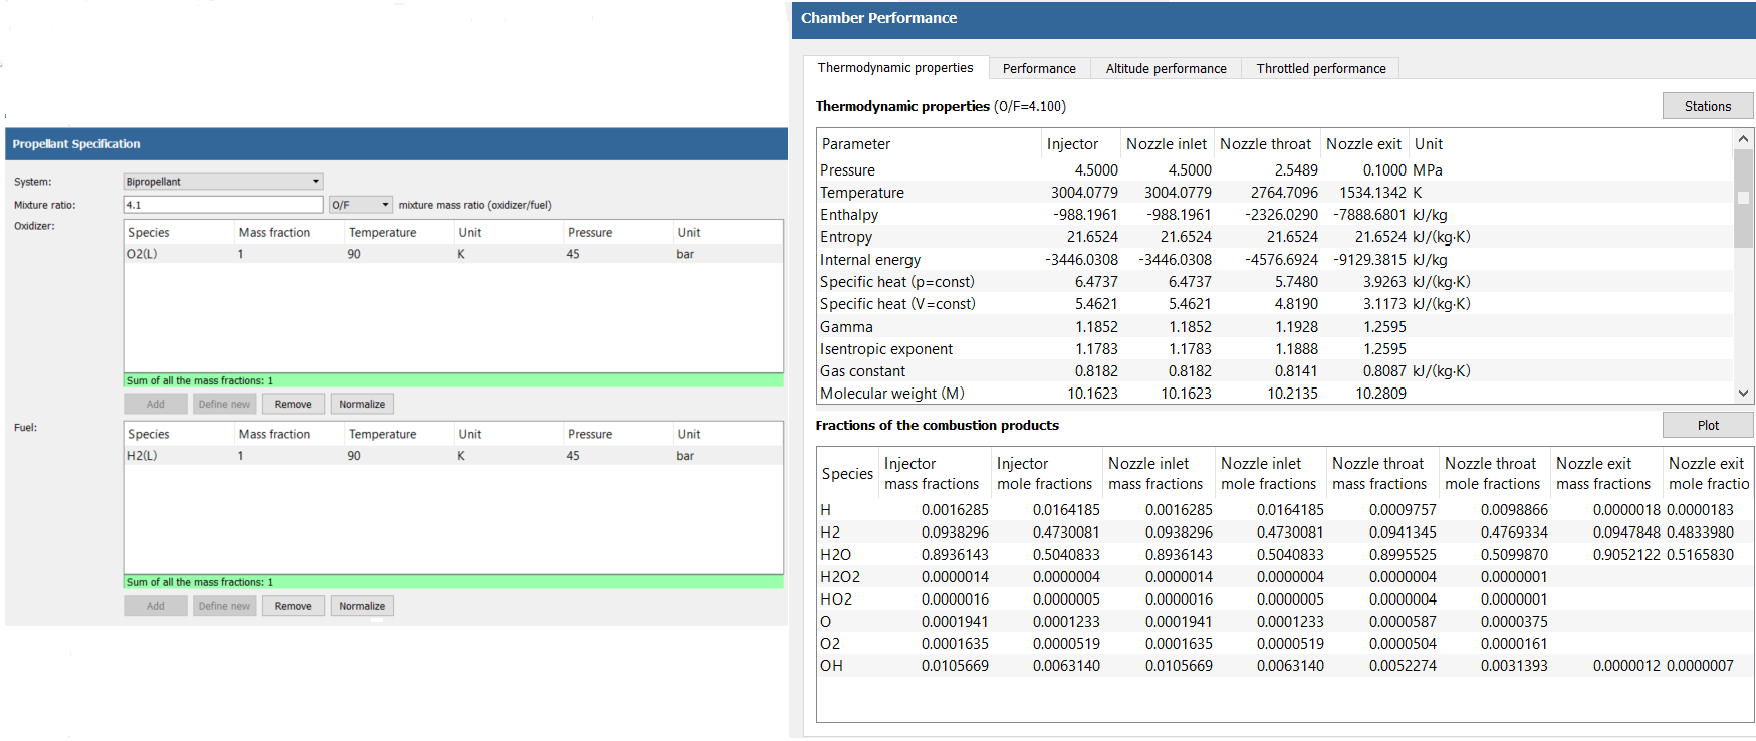 Propellant Specification
System: Bipropellant
Mixture ratio: 4.1 O/F mixture mass ratio (oxidizer/fuel)
Oxidizer:
Species Mass fraction Temperature Unit Pressure Unit
O2(L) 1 90 K 45 bar
Sum of all the mass fractions: 1
Add Define new Remove Normalize
Fuel:
Species Mass fraction Temperature Unit Pressure Unit
H2(L) 1 90 K 45 bar
Sum of all the mass fractions: 1
Add Define new Remove Normalize
Chamber Performance
Thermodynamic properties Performance Altitude performance Throttled performance
Thermodynamic properties (O/F=4.100) Stations
Parameter Injector Nozzle inlet Nozzle throat Nozzle exit Unit
Pressure 4.5000 4.5000 2.5489 0.1000 MPa
Temperature 3004.0779 3004.0779 2764.7096 1534.1342 K
Enthalpy -988.1961 -988.1961 -2326.0290 -7888.6801 kJ/kg
Entropy 21.6524 21.6524 21.6524 21.6524 kJ/(kg·K)
Internal energy -3446.0308 -3446.0308 -4576.6924 -9129.3815 kJ/kg
Specific heat (p=const) 6.4737 6.4737 5.7480 3.9263 kJ/(kg·K)
Specific heat (V=const) 5.4621 5.4621 4.8190 3.1173 kJ/(kg·K)
Gamma 1.1852 1.1852 1.1928 1.2595
Isentropic exponent 1.1783 1.1783 1.1888 1.2595
Gas constant 0.8182 0.8182 0.8141 0.8087 kJ/(kg·K)
Molecular weight (M) 10.1623 10.1623 10.2135 10.2809
Fractions of the combustion products Plot
Species Injector mass fractions Injector mole fractions Nozzle inlet mass fractions Nozzle inlet mole fractions Nozzle throat mass fractions Nozzle throat mole fractions Nozzle exit mass fractions Nozzle exit mole fractio
H 0.0016285 0.0164185 0.0016285 0.0164185 0.0009757 0.0098866 0.0000018 0.0000183
H2 0.0938296 0.4730081 0.0938296 0.4730081 0.0941345 0.4769334 0.0947848 0.4833980
H2O 0.8936143 0.5040833 0.8936143 0.5040833 0.8995525 0.5099870 0.9052122 0.5165830
H2O2 0.0000014 0.0000004 0.0000014 0.0000004 0.0000004 0.0000001
HO2 0.0000016 0.0000005 0.0000016 0.0000005 0.0000004 0.0000001
O 0.0001941 0.0001233 0.0001941 0.0001233 0.0000587 0.0000375
O2 0.0001635 0.0000519 0.0001635 0.0000519 0.0000504 0.0000161
OH 0.0105669 0.0063140 0.0105669 0.0063140 0.0052274 0.0031393 0.0000012 0.0000007